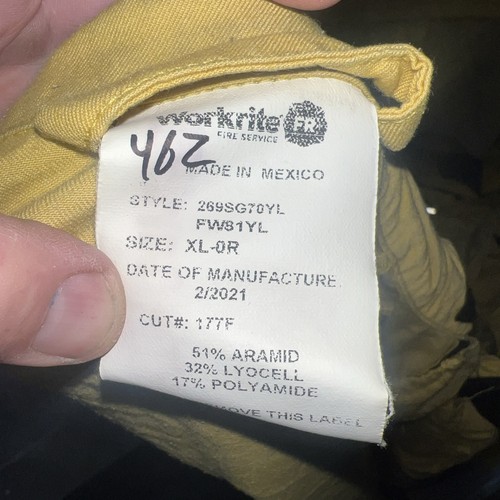 workrite FR
FIRE SERVICE
462
MADE IN MEXICO
STYLE: 269SG70YL
FW81YL
SIZE: XL-0R
DATE OF MANUFACTURE
2/2021
CUT#: 177F
51% ARAMID
32% LYOCELL
17% POLYAMIDE
MOVE THIS LABEL